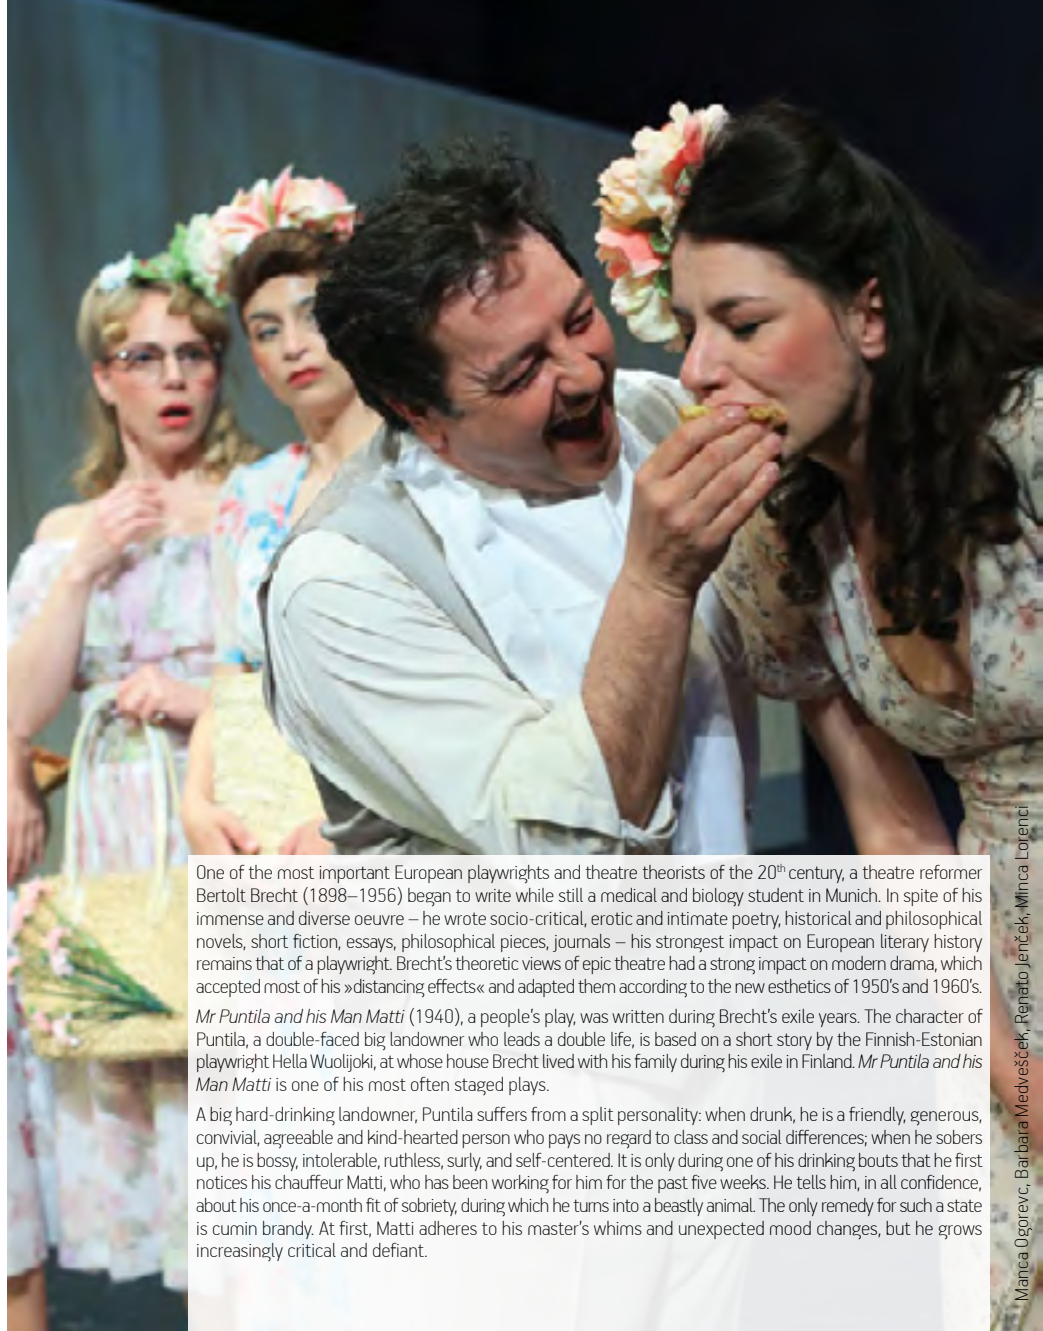 One of the most important European playwrights and theatre theorists of the 20th century, a theatre reformer
Bertolt Brecht (1898–1956) began to write while still a medical and biology student in Munich. In spite of his
immense and diverse oeuvre – he wrote socio-critical, erotic and intimate poetry, historical and philosophical
novels, short fiction, essays, philosophical pieces, journals – his strongest impact on European literary history
remains that of a playwright. Brecht's theoretic views of epic theatre had a strong impact on modern drama, which
accepted most of his »distancing effects« and adapted them according to the new esthetics of 1950's and 1960's.
Mr Puntila and his Man Matti (1940), a people's play, was written during Brecht's exile years. The character of
Puntila, a double-faced big landowner who leads a double life, is based on a short story by the Finnish-Estonian
playwright Hella Wuolijoki, at whose house Brecht lived with his family during his exile in Finland. Mr Puntila and his
Man Matti is one of his most often staged plays.
A big hard-drinking landowner, Puntila suffers from a split personality: when drunk, he is a friendly, generous,
convivial, agreeable and kind-hearted person who pays no regard to class and social differences; when he sobers
up, he is bossy, intolerable, ruthless, surly, and self-centered. It is only during one of his drinking bouts that he first
notices his chauffeur Matti, who has been working for him for the past five weeks. He tells him, in all confidence,
about his once-a-month fit of sobriety, during which he turns into a beastly animal. The only remedy for such a state
is cumin brandy. At first, Matti adheres to his master's whims and unexpected mood changes, but he grows
increasingly critical and defiant.
Manca Ogorevc, Barbara Medvešček, Renato Jenček, Minca Lorenci